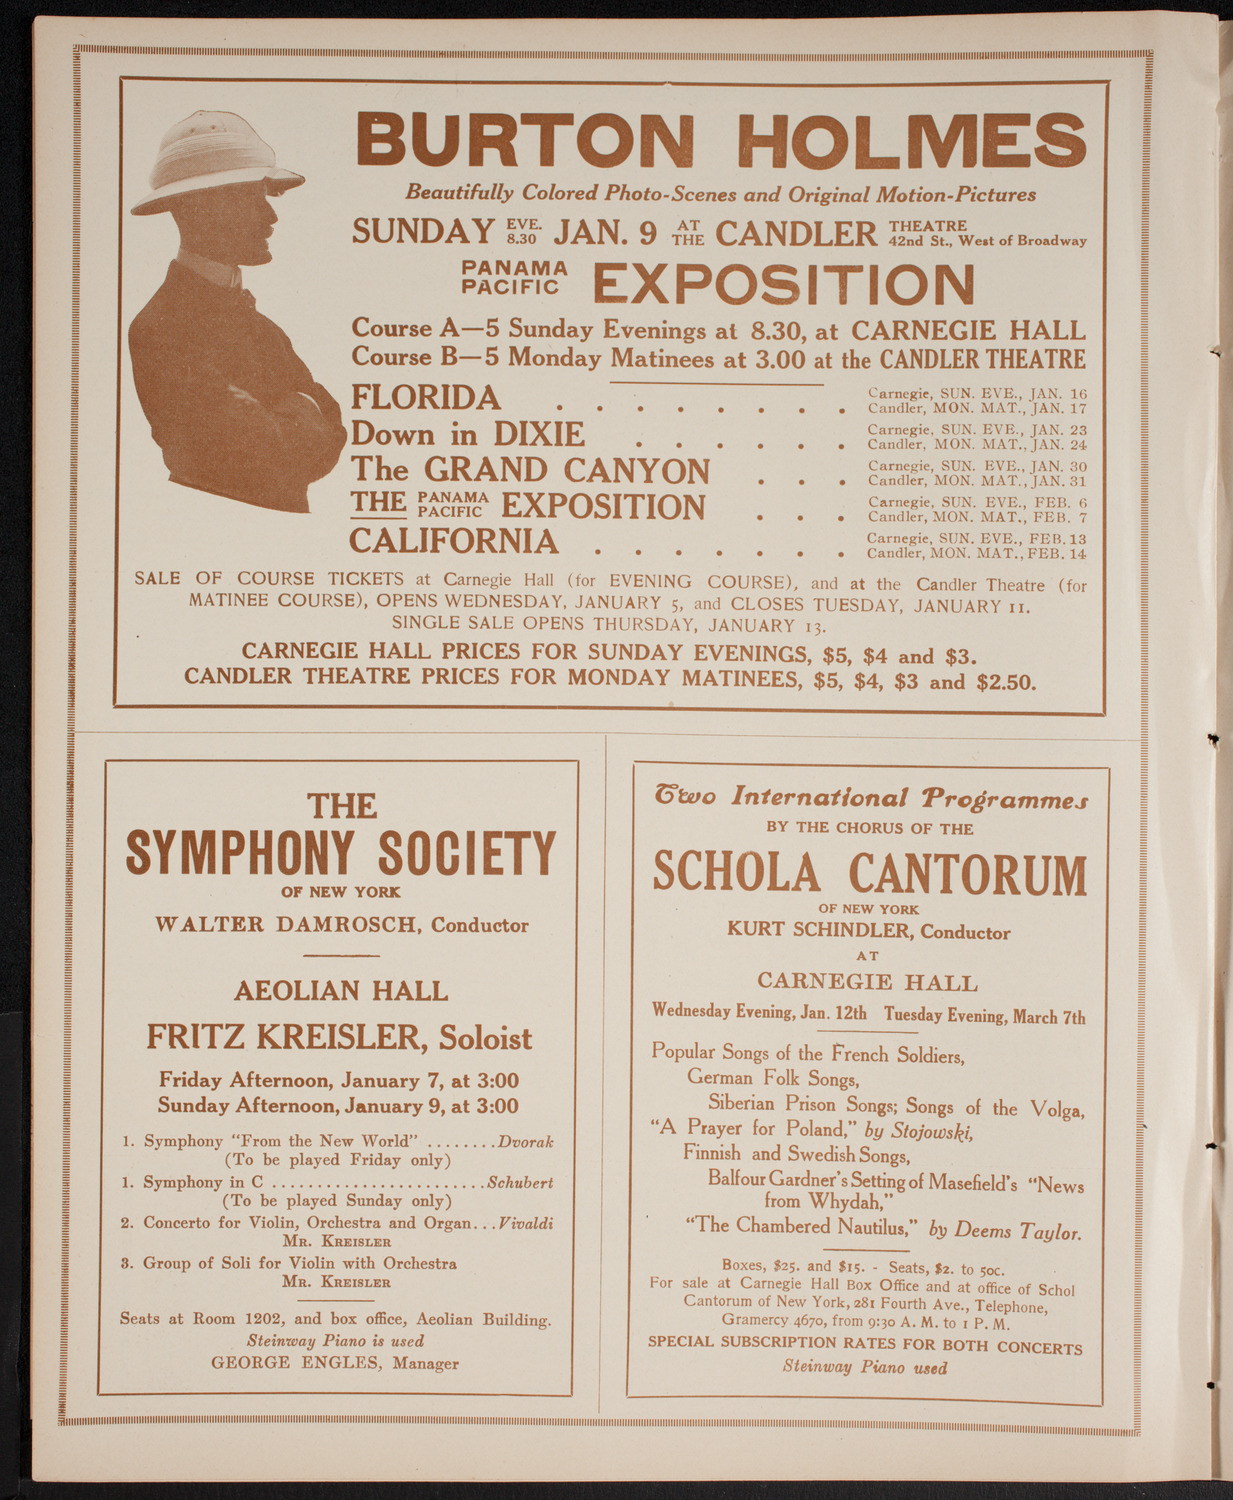 BURTON HOLMES
Beautifully Colored Photo-Scenes and Original Motion-Pictures
SUNDAY EVE. 8.30 JAN. 9 AT THE CANDLER THEATRE 42nd St., West of Broadway
PANAMA PACIFIC EXPOSITION
Course A—5 Sunday Evenings at 8.30, at CARNEGIE HALL
Course B—5 Monday Matinees at 3.00 at the CANDLER THEATRE
FLORIDA . . . . . . . . Carnegie, SUN. EVE., JAN. 16
Candler, MON. MAT., JAN. 17
Down in DIXIE . . . . . . Carnegie, SUN. EVE., JAN. 23
Candler, MON. MAT., JAN. 24
The GRAND CANYON . . . Carnegie, SUN. EVE., JAN. 30
Candler, MON. MAT., JAN. 31
THE PANAMA PACIFIC EXPOSITION . . . Carnegie, SUN. EVE., FEB. 6
Candler, MON. MAT., FEB. 7
CALIFORNIA . . . . . . . Carnegie, SUN. EVE., FEB. 13
Candler, MON. MAT., FEB. 14
SALE OF COURSE TICKETS at Carnegie Hall (for EVENING COURSE), and at the Candler Theatre (for
MATINEE COURSE), OPENS WEDNESDAY, JANUARY 5, and CLOSES TUESDAY, JANUARY 11.
SINGLE SALE OPENS THURSDAY, JANUARY 13.
CARNEGIE HALL PRICES FOR SUNDAY EVENINGS, $5, $4 and $3.
CANDLER THEATRE PRICES FOR MONDAY MATINEES, $5, $4, $3 and $2.50.
THE
SYMPHONY SOCIETY
OF NEW YORK
WALTER DAMROSCH, Conductor
AEOLIAN HALL
FRITZ KREISLER, Soloist
Friday Afternoon, January 7, at 3:00
Sunday Afternoon, January 9, at 3:00
1. Symphony "From the New World" ........Dvorak
(To be played Friday only)
1. Symphony in C ........................Schubert
(To be played Sunday only)
2. Concerto for Violin, Orchestra and Organ...Vivaldi
MR. KREISLER
3. Group of Soli for Violin with Orchestra
MR. KREISLER
Seats at Room 1202, and box office, Aeolian Building.
Steinway Piano is used
GEORGE ENGLES, Manager
Two International Programmes
BY THE CHORUS OF THE
SCHOLA CANTORUM
OF NEW YORK
KURT SCHINDLER, Conductor
AT
CARNEGIE HALL
Wednesday Evening, Jan. 12th Tuesday Evening, March 7th
Popular Songs of the French Soldiers,
German Folk Songs,
Siberian Prison Songs; Songs of the Volga,
"A Prayer for Poland," by Stojowski,
Finnish and Swedish Songs,
Balfour Gardner's Setting of Masefield's "News
from Whydah,"
"The Chambered Nautilus," by Deems Taylor.
Boxes, $25. and $15. - Seats, $2. to 50c.
For sale at Carnegie Hall Box Office and at office of Schol
Cantorum of New York, 281 Fourth Ave., Telephone,
Gramercy 4670, from 9:30 A. M. to 1 P. M.
SPECIAL SUBSCRIPTION RATES FOR BOTH CONCERTS
Steinway Piano used